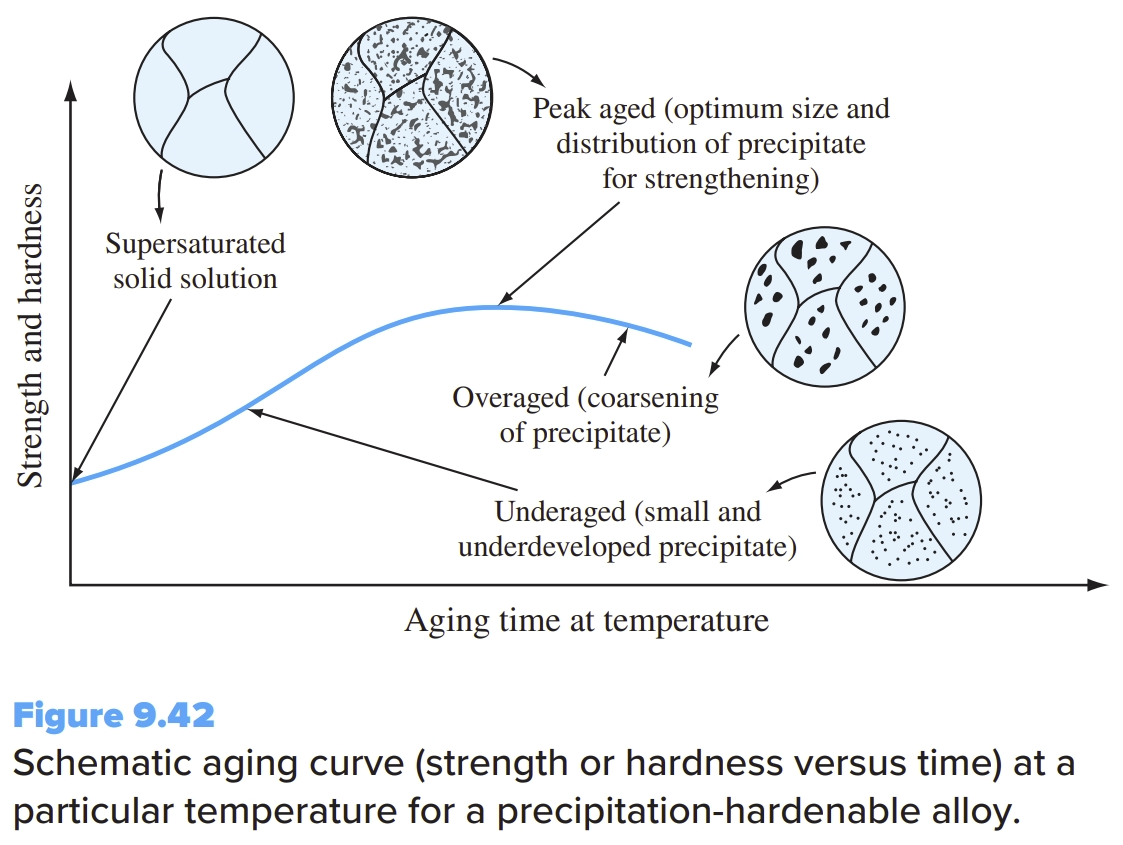 Peak aged (optimum size and
distribution of precipitate
for strengthening)
Supersaturated
solid solution
Strength and hardness
Overaged (coarsening
of precipitate)
Underaged (small and
underdeveloped precipitate)
Aging time at temperature
Figure 9.42
Schematic aging curve (strength or hardness versus time) at a
particular temperature for a precipitation-hardenable alloy.